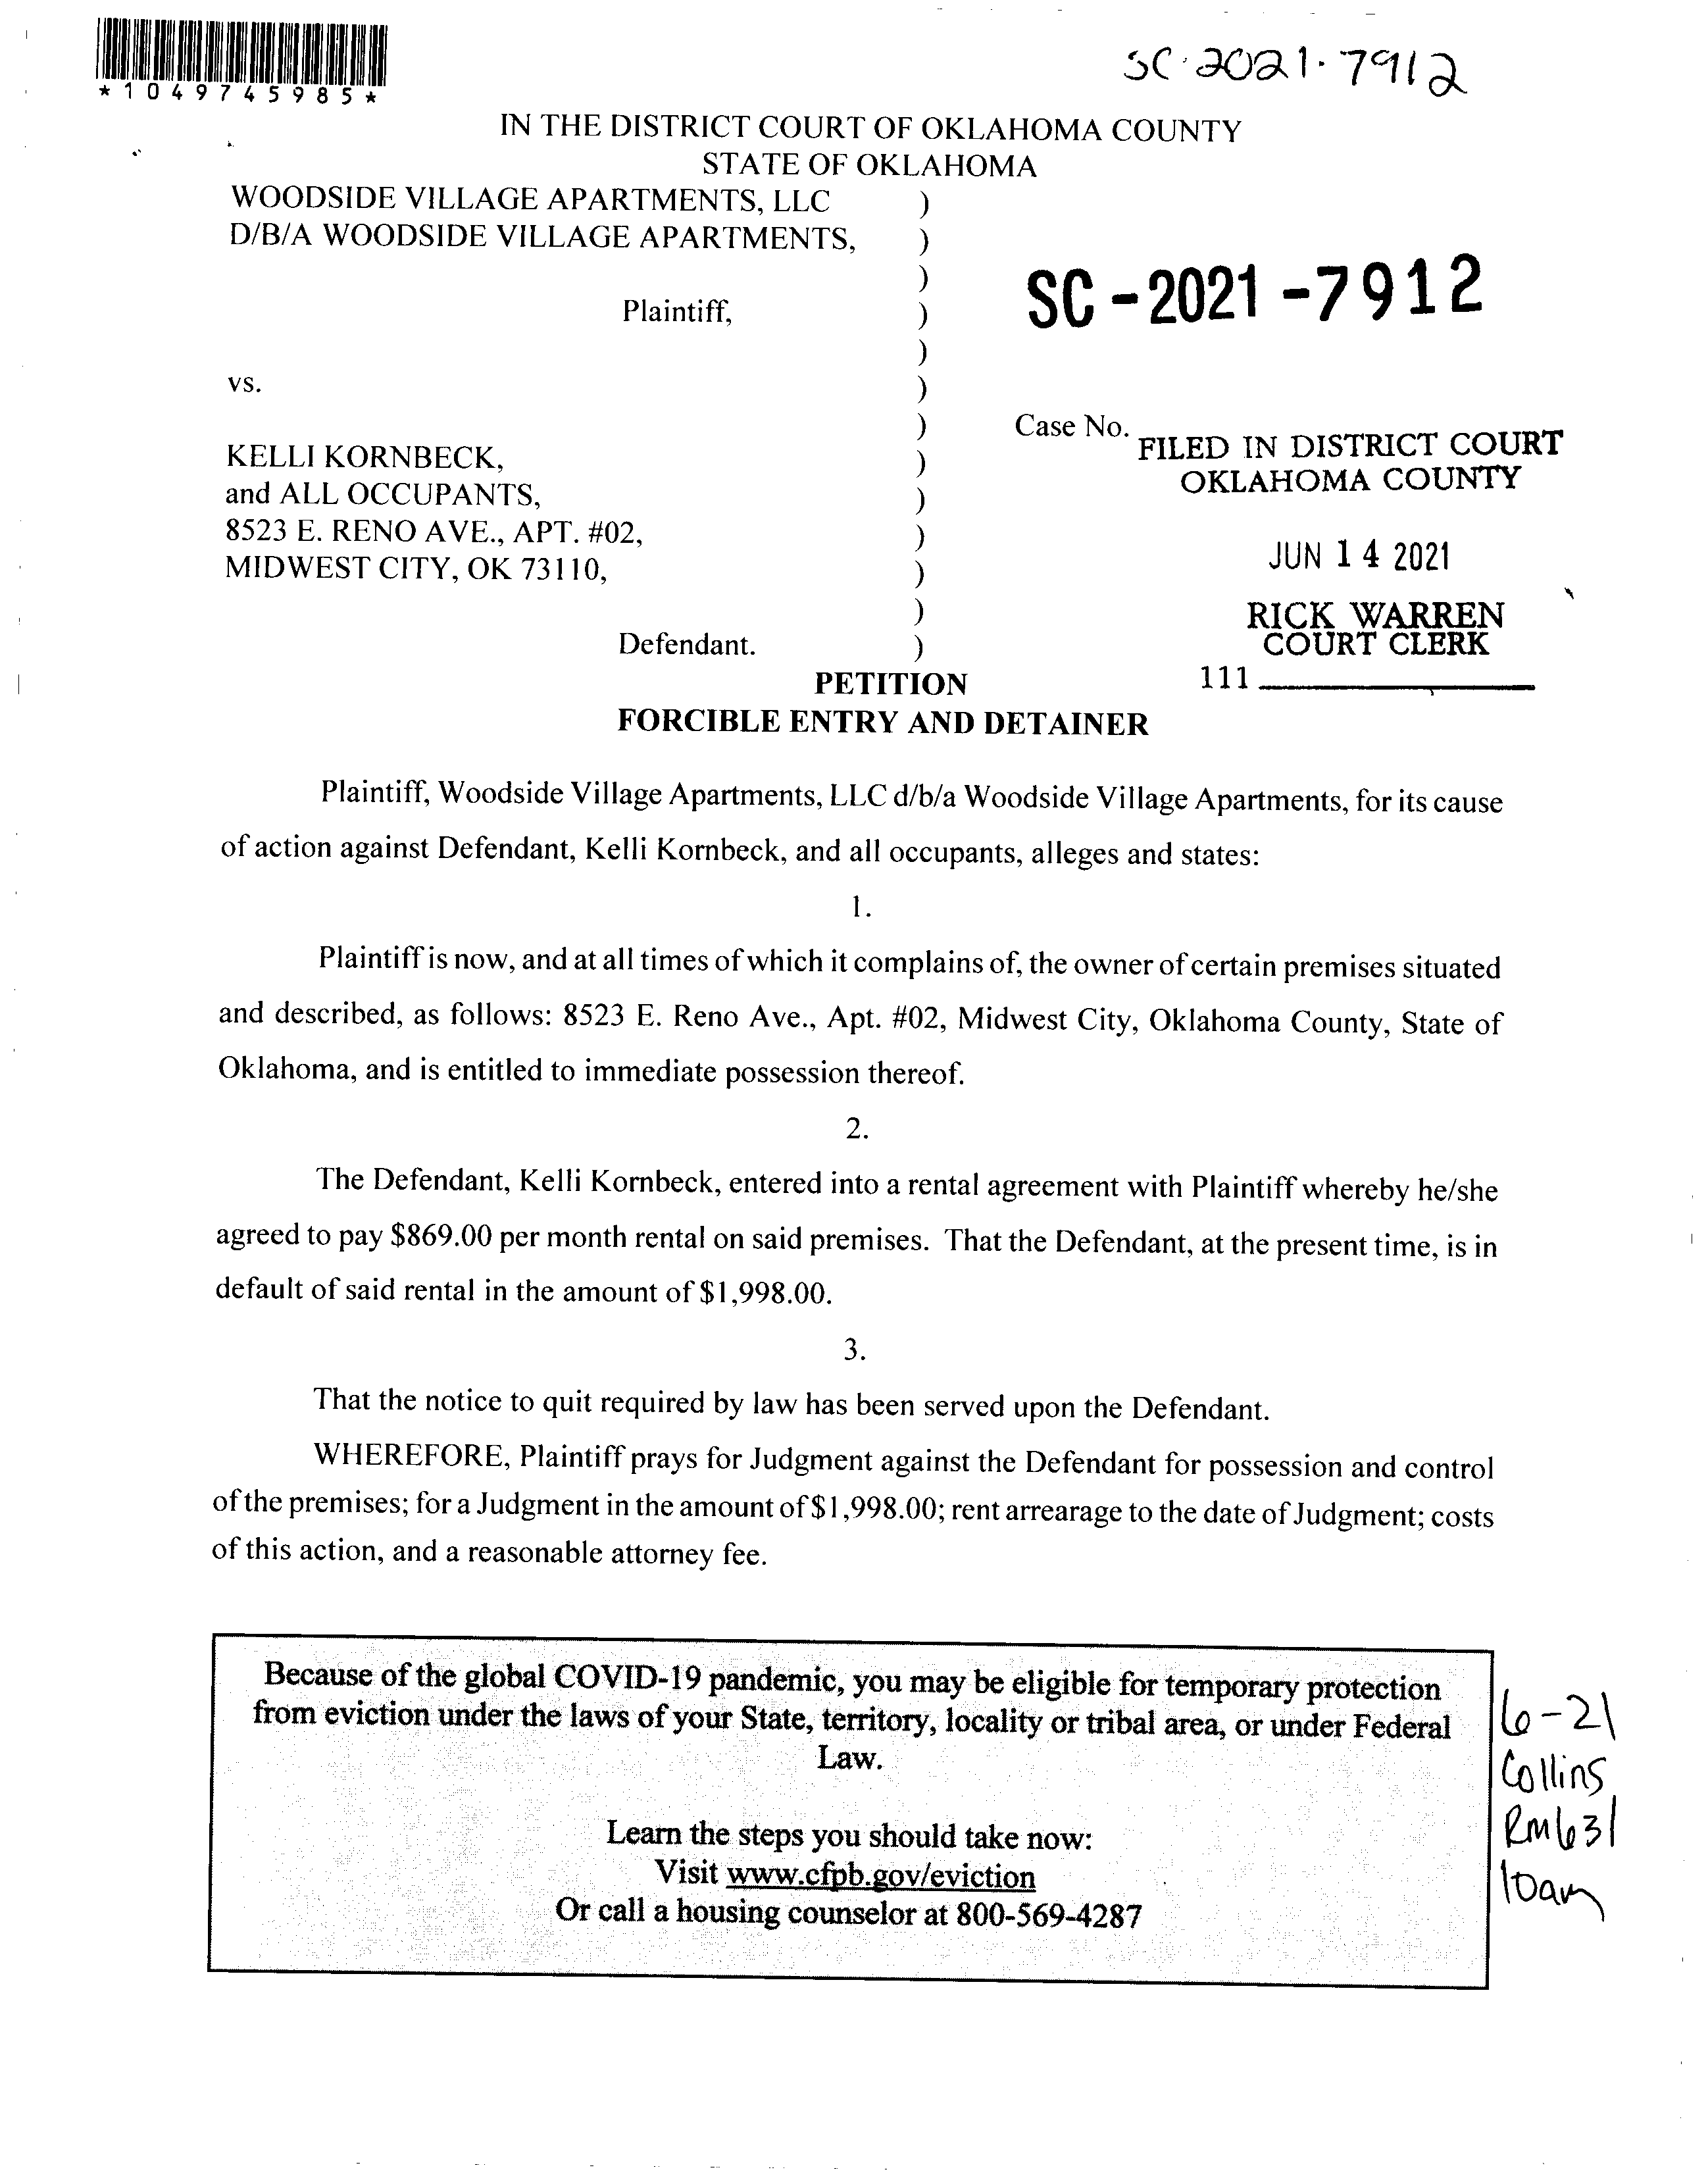 *1049745985*
SC·2021·7912
IN THE DISTRICT COURT OF OKLAHOMA COUNTY
STATE OF OKLAHOMA
WOODSIDE VILLAGE APARTMENTS, LLC )
D/B/A WOODSIDE VILLAGE APARTMENTS, )
)
Plaintiff, )
SC-2021-7912
)
vs. )
) Case No.
KELLI KORNBECK, )
and ALL OCCUPANTS, )
8523 E. RENO AVE., APT. #02, )
MIDWEST CITY, OK 73110, )
)
Defendant. )
FILED IN DISTRICT COURT
OKLAHOMA COUNTY
JUN 14 2021
RICK WARREN
COURT CLERK
111
PETITION
FORCIBLE ENTRY AND DETAINER
Plaintiff, Woodside Village Apartments, LLC d/b/a Woodside Village Apartments, for its cause
of action against Defendant, Kelli Kornbeck, and all occupants, alleges and states:
1.
Plaintiff is now, and at all times of which it complains of, the owner of certain premises situated
and described, as follows: 8523 E. Reno Ave., Apt. #02, Midwest City, Oklahoma County, State of
Oklahoma, and is entitled to immediate possession thereof.
2.
The Defendant, Kelli Kornbeck, entered into a rental agreement with Plaintiff whereby he/she
agreed to pay $869.00 per month rental on said premises. That the Defendant, at the present time, is in
default of said rental in the amount of $1,998.00.
3.
That the notice to quit required by law has been served upon the Defendant.
WHEREFORE, Plaintiff prays for Judgment against the Defendant for possession and control
of the premises; for a Judgment in the amount of $1,998.00; rent arrearage to the date of Judgment; costs
of this action, and a reasonable attorney fee.
Because of the global COVID-19 pandemic, you may be eligible for temporary protection
from eviction under the laws of your State, territory, locality or tribal area, or under Federal
Law.
Learn the steps you should take now:
Visit www.cfpb.gov/eviction
Or call a housing counselor at 800-569-4287
6-21
Collins
Rm631
10am